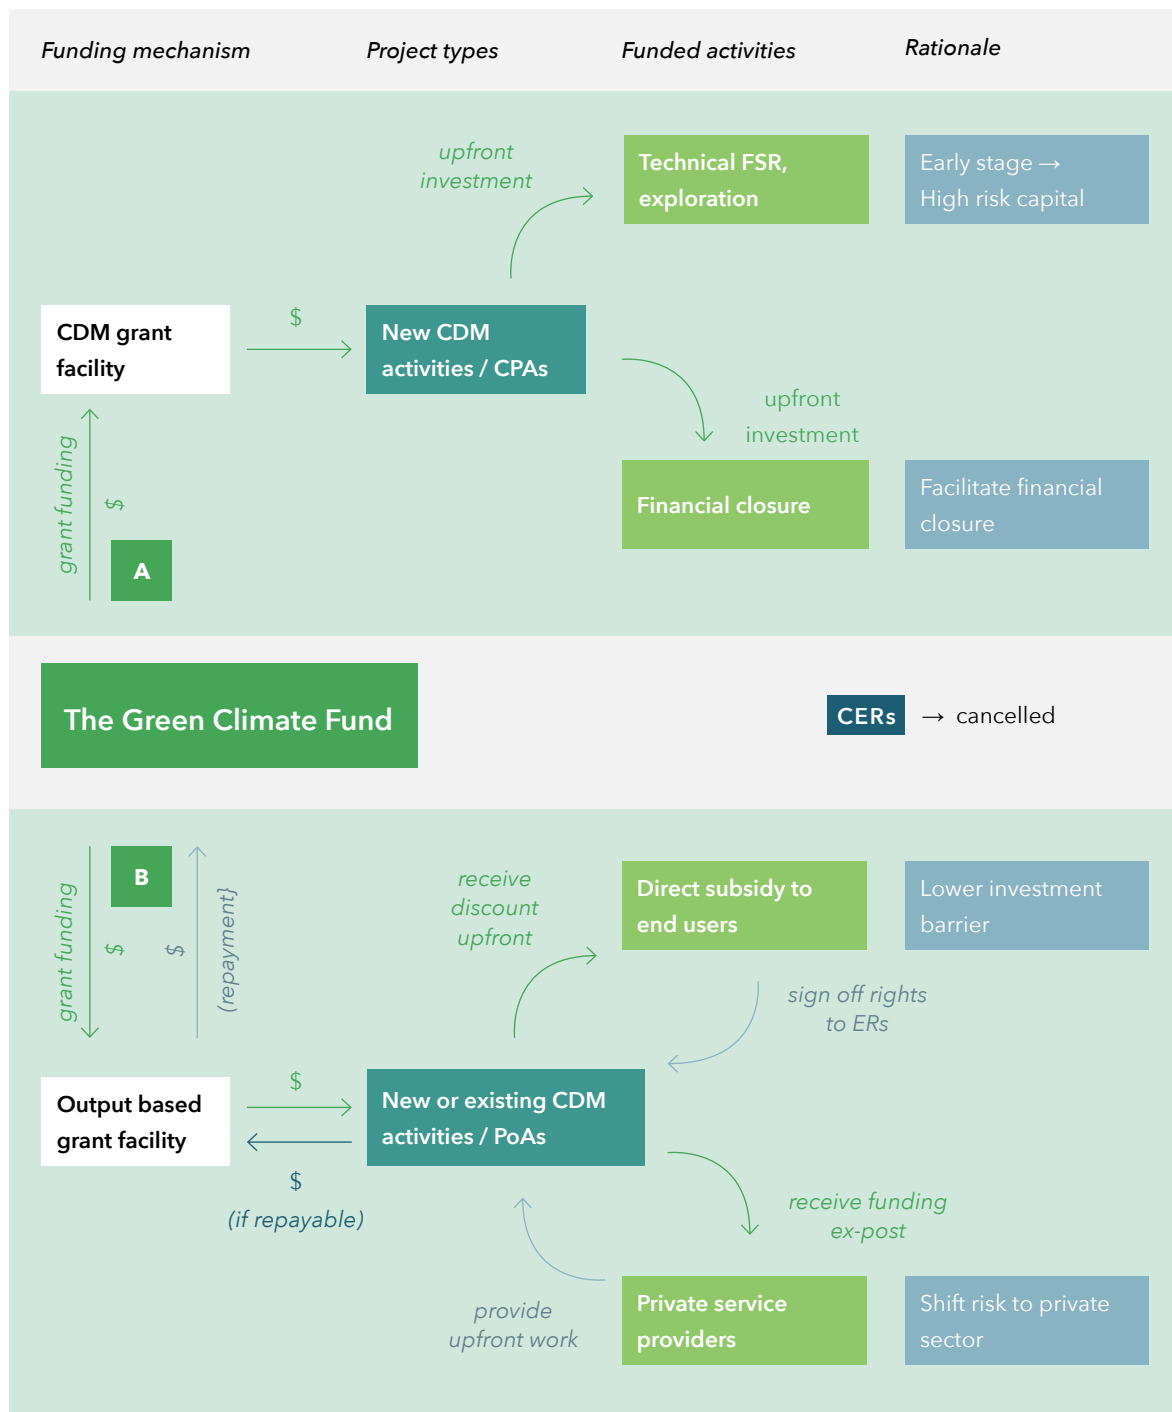 Funding mechanism
Project types
Funded activities
Rationale
upfront
investment
Technical FSR,
exploration
Early stage →
High risk capital
CDM grant
facility
$
New CDM
activities / CPAs
upfront
investment
grant funding
$
A
Financial closure
Facilitate financial
closure
The Green Climate Fund
CERs → cancelled
grant funding
$
B
$
(repayment}
receive
discount
upfront
Direct subsidy to
end users
Lower investment
barrier
sign off rights
to ERs
Output based
grant facility
$
$
(if repayable)
New or existing CDM
activities / PoAs
receive funding
ex-post
provide
upfront work
Private service
providers
Shift risk to private
sector